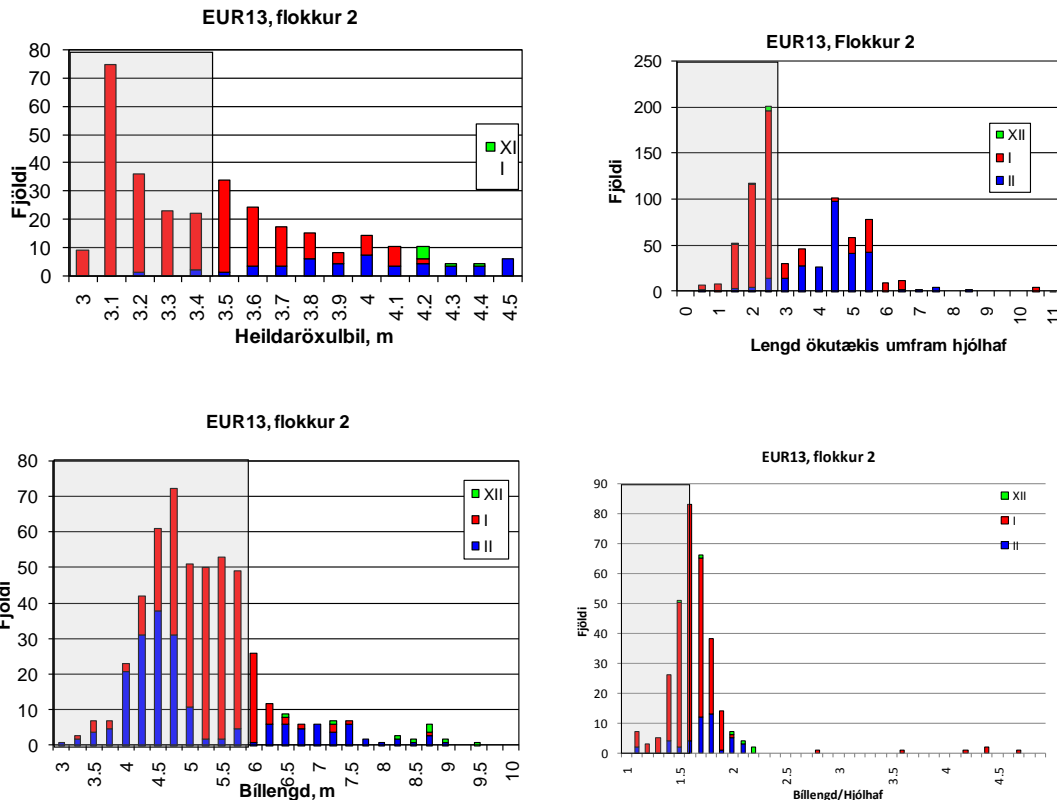 EUR13, flokkur 2
80
70
60
50
40
30
20
10
0
Fjöldi
XI
I
3 3.1 3.2 3.3 3.4 3.5 3.6 3.7 3.8 3.9 4 4.1 4.2 4.3 4.4 4.5
Heildaröxulbil, m
EUR13, Flokkur 2
250
200
150
100
50
0
Fjöldi
XII
I
II
0 1 2 3 4 5 6 7 8 9 10 11
Lengd ökutækis umfram hjólhaf
EUR13, flokkur 2
80
70
60
50
40
30
20
10
0
Fjöldi
XII
I
II
3 3.5 4 4.5 5 5.5 6 6.5 7 7.5 8 8.5 9 9.5 10
Bíllengd, m
EUR13, flokkur 2
90
80
70
60
50
40
30
20
10
0
Fjöldi
XII
I
II
1 1.5 2 2.5 3 3.5 4 4.5
Bíllengd/Hjólhaf